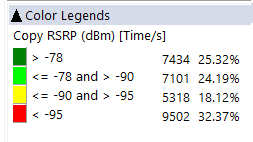 Color Legends
Copy RSRP (dBm) [Time/s]
> -78 7434 25.32%
<= -78 and > -90 7101 24.19%
<= -90 and > -95 5318 18.12%
< -95 9502 32.37%